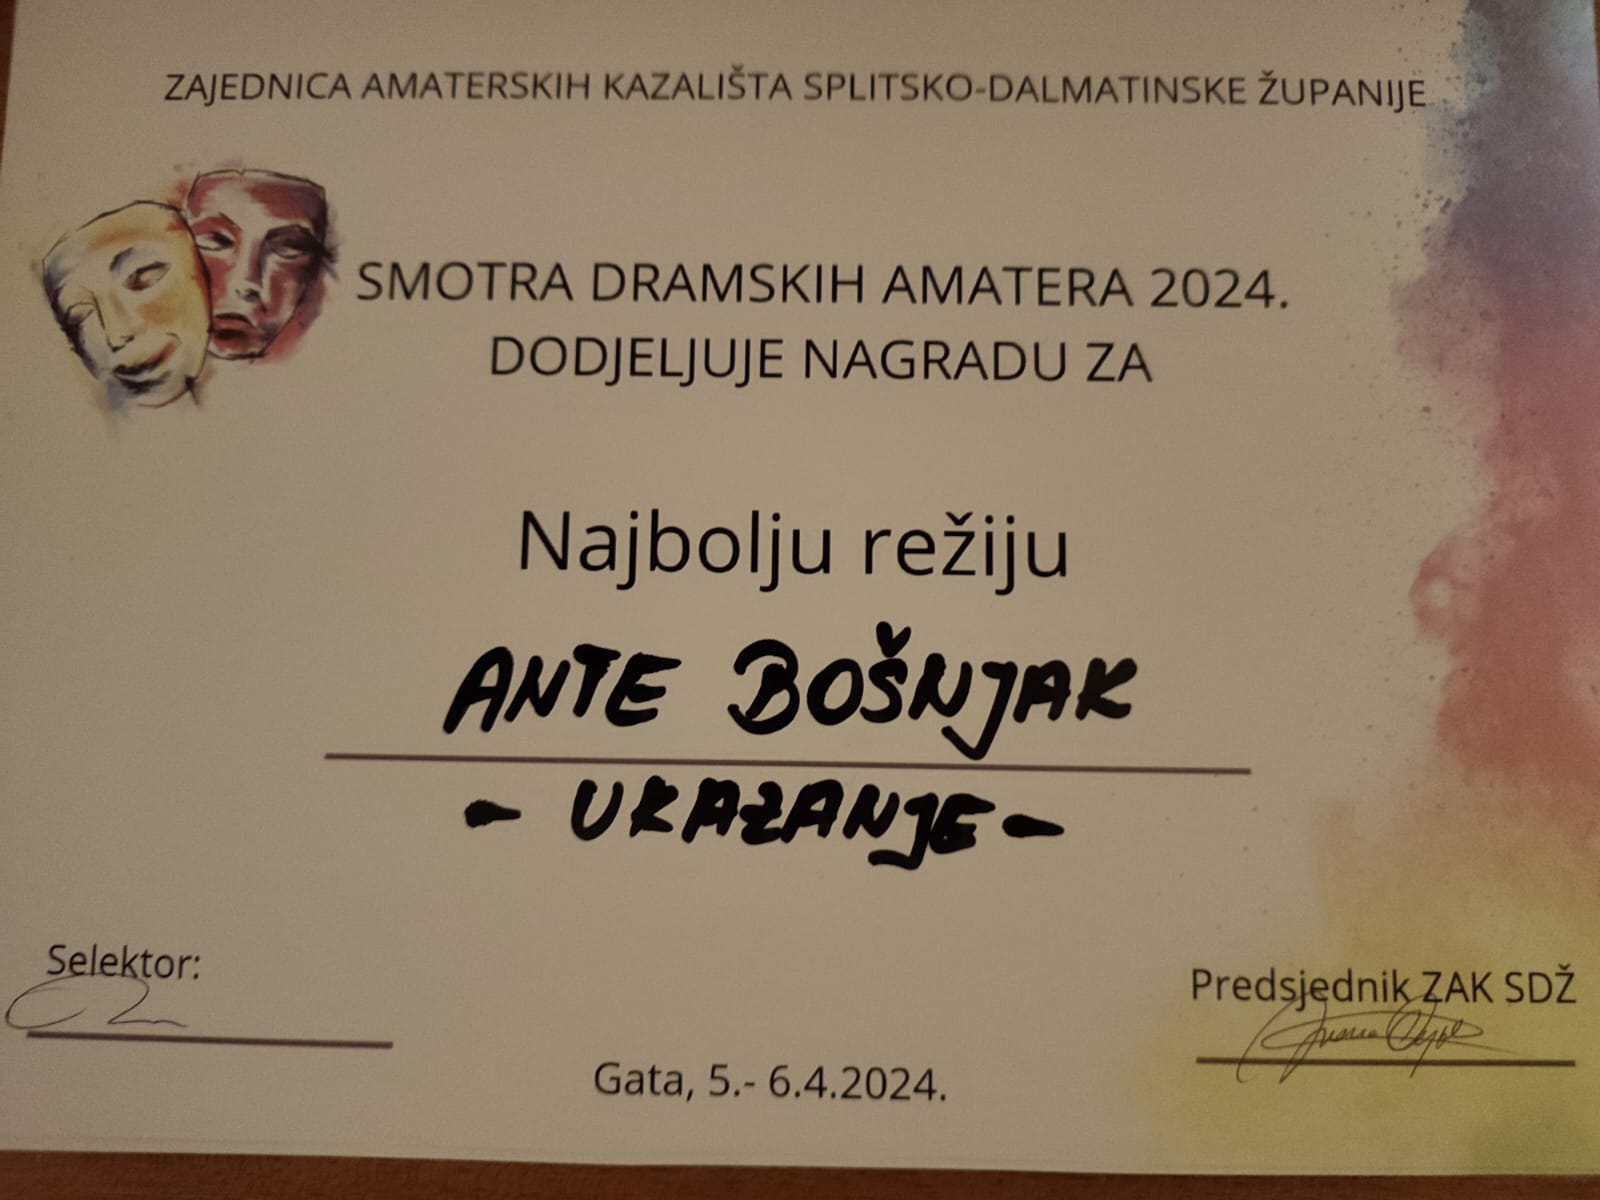 ZAJEDNICA AMATERSKIH KAZALIŠTA SPLITSKO-DALMATINSKE ŽUPANIJE
SMOTRA DRAMSKIH AMATERA 2024.
DODJELJUJE NAGRADU ZA
Najbolju režiju
ANTE BOŠNJAK
- UKAZANJE -
Selektor:
Predsjednik ZAK SDŽ
Gata, 5.- 6.4.2024.